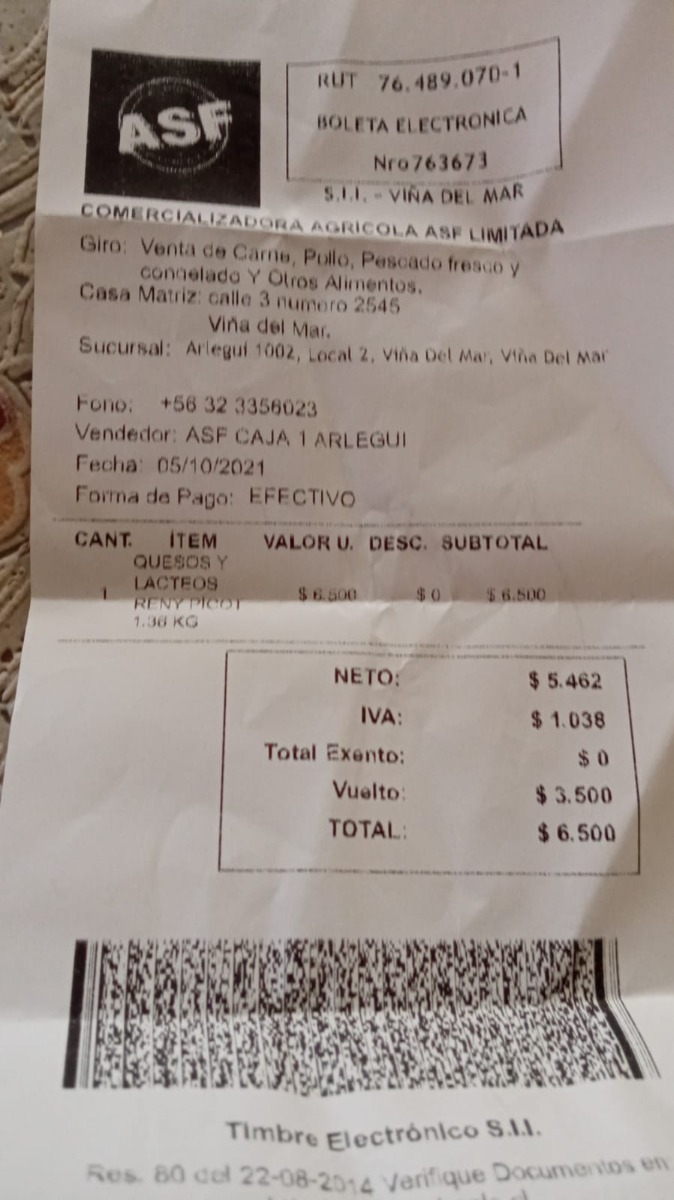 ASF
RUT 76.489.070-1
BOLETA ELECTRONICA
Nro763673
S.I.I. - VIÑA DEL MAR
COMERCIALIZADORA AGRICOLA ASF LIMITADA
Giro: Venta de Carne, Pollo, Pescado fresco y
congelado Y Otros Alimentos.
Casa Matriz: calle 3 numero 2545
Viña del Mar.
Sucursal: Arlegui 1002, Local 2, Viña Del Mar, Viña Del Mar
Fono: +56 32 3356023
Vendedor: ASF CAJA 1 ARLEGUI
Fecha: 05/10/2021
Forma de Pago: EFECTIVO
CANT. ÍTEM VALOR U. DESC. SUBTOTAL
QUESOS Y
LACTEOS
1 $ 6.500 $ 0 $ 6.500
RENY PICOT
1.36 KG
NETO: $ 5.462
IVA: $ 1.038
Total Exento: $ 0
Vuelto: $ 3.500
TOTAL: $ 6.500
Timbre Electrónico S.I.I.
Res. 80 del 22-08-2014 Verifique Documentos en